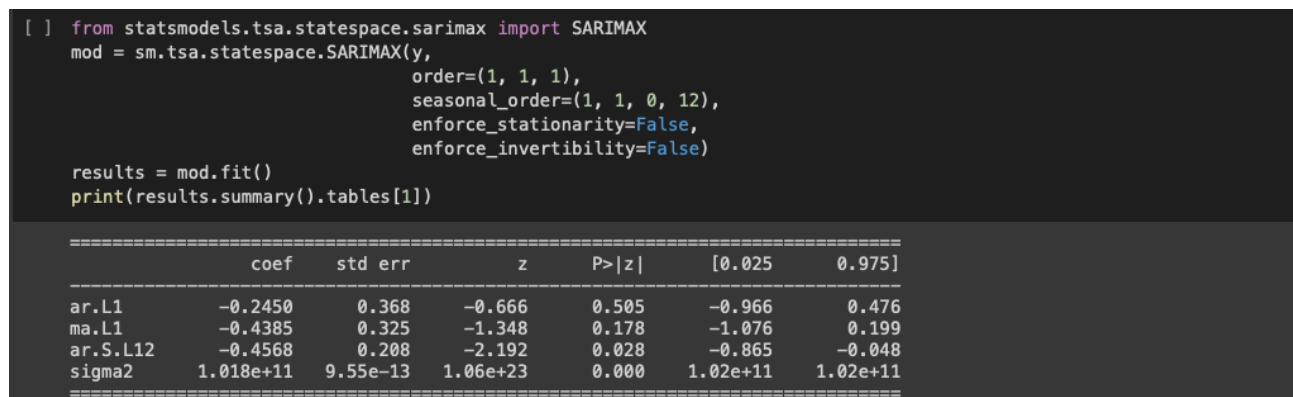 [ ] from statsmodels.tsa.statespace.sarimax import SARIMAX
mod = sm.tsa.statespace.SARIMAX(y,
                                order=(1, 1, 1),
                                seasonal_order=(1, 1, 0, 12),
                                enforce_stationarity=False,
                                enforce_invertibility=False)
results = mod.fit()
print(results.summary().tables[1])
==============================================================================
                 coef    std err          z      P>|z|      [0.025      0.975]
------------------------------------------------------------------------------
ar.L1         -0.2450      0.368     -0.666      0.505      -0.966       0.476
ma.L1         -0.4385      0.325     -1.348      0.178      -1.076       0.199
ar.S.L12      -0.4568      0.208     -2.192      0.028      -0.865      -0.048
sigma2      1.018e+11   9.55e-13   1.06e+23      0.000    1.02e+11    1.02e+11
==============================================================================